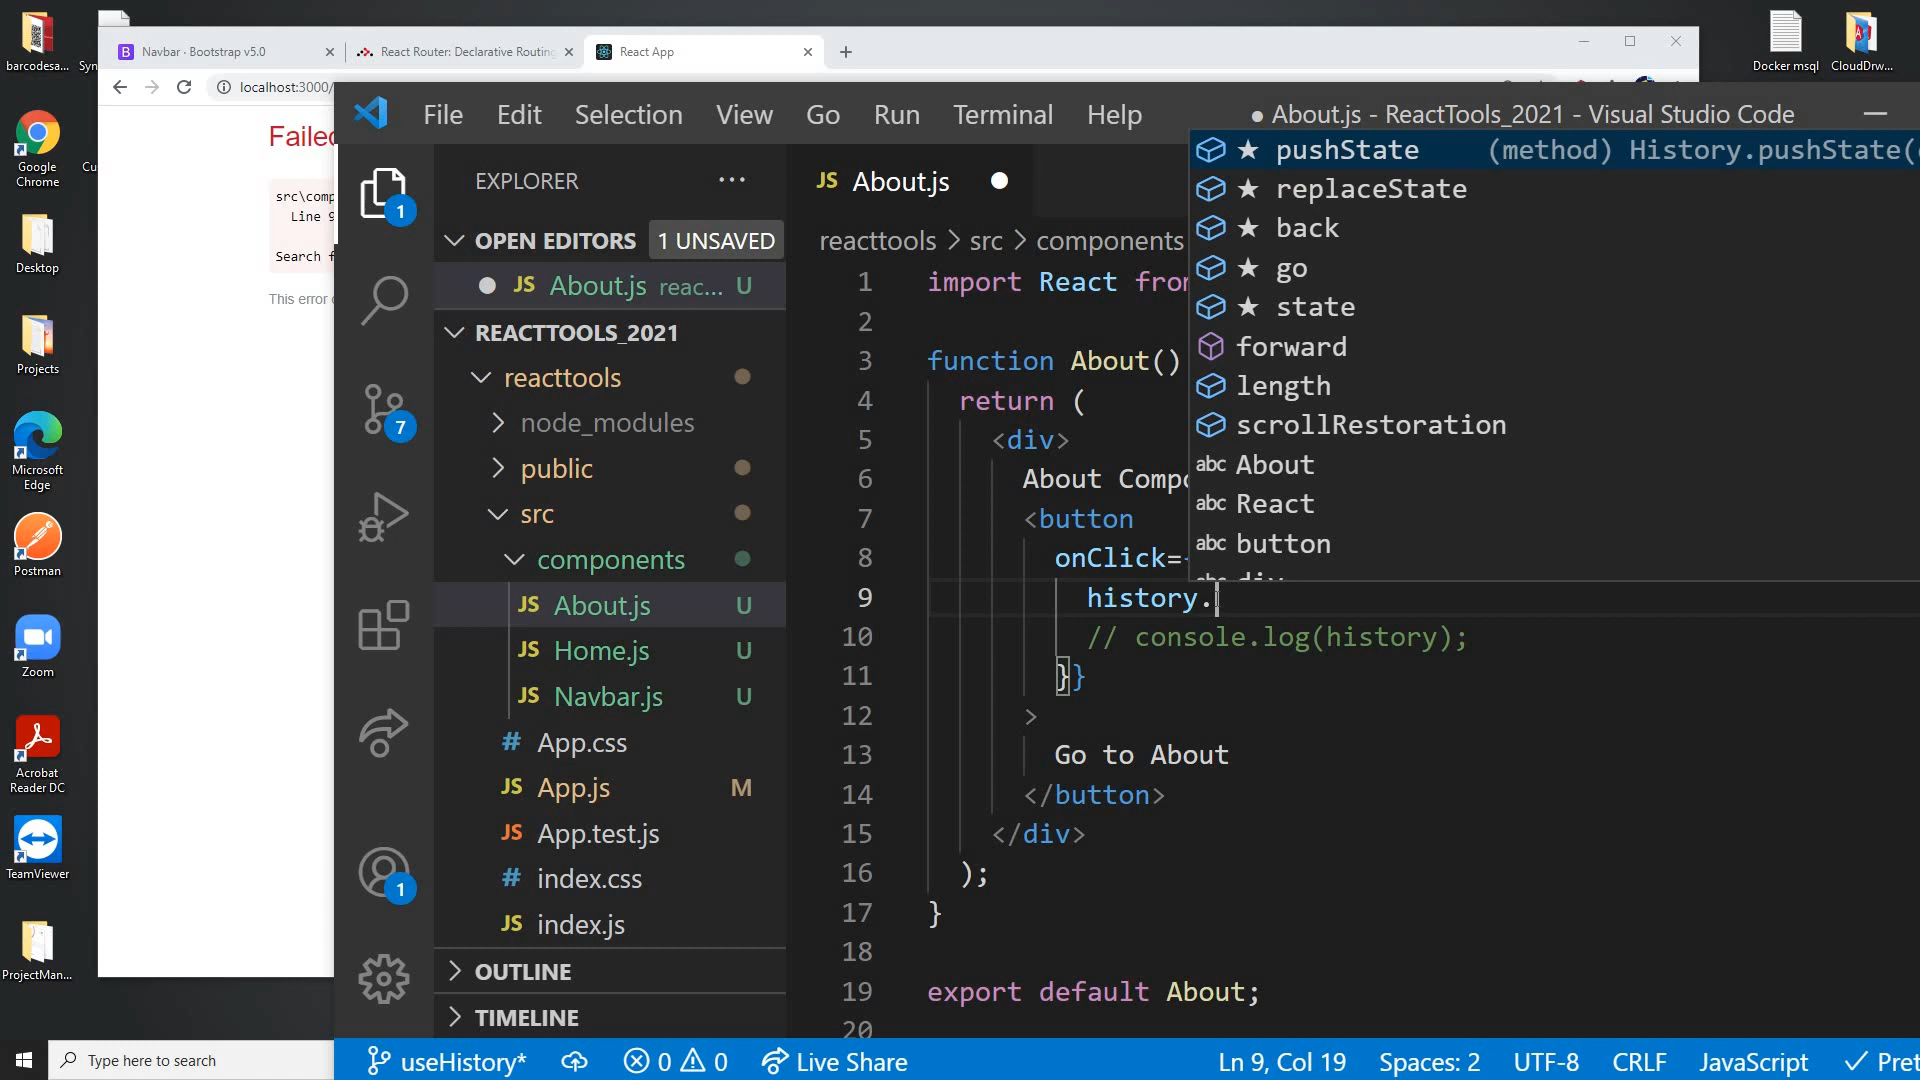 barcodesa...
Syn
Docker msql
CloudDrw...
Navbar · Bootstrap v5.0
React Router: Declarative Routing
React App
localhost:3000/
Google
Chrome
Cu
Desktop
Projects
Microsoft
Edge
Postman
Zoom
Acrobat
Reader DC
TeamViewer
ProjectMan...
Failed
src\comp
Line 9
Search f
This error
File Edit Selection View Go Run Terminal Help
● About.js - ReactTools_2021 - Visual Studio Code
EXPLORER
OPEN EDITORS 1 UNSAVED
JS About.js reac... U
REACTTOOLS_2021
reacttools
node_modules
public
src
components
JS About.js U
JS Home.js U
JS Navbar.js U
# App.css
JS App.js M
JS App.test.js
# index.css
JS index.js
OUTLINE
TIMELINE
1
7
1
JS About.js
reacttools > src > components
1 import React from
2
3 function About()
4 return (
5 <div>
6 About Compo
7 <button
8 onClick=
9 history.
10 // console.log(history);
11 }}
12 >
13 Go to About
14 </button>
15 </div>
16 );
17 }
18
19 export default About;
20
pushState (method) History.pushState(
replaceState
back
go
state
forward
length
scrollRestoration
abc About
abc React
abc button
abc div
Type here to search
useHistory* 0 0 Live Share
Ln 9, Col 19 Spaces: 2 UTF-8 CRLF JavaScript Pret